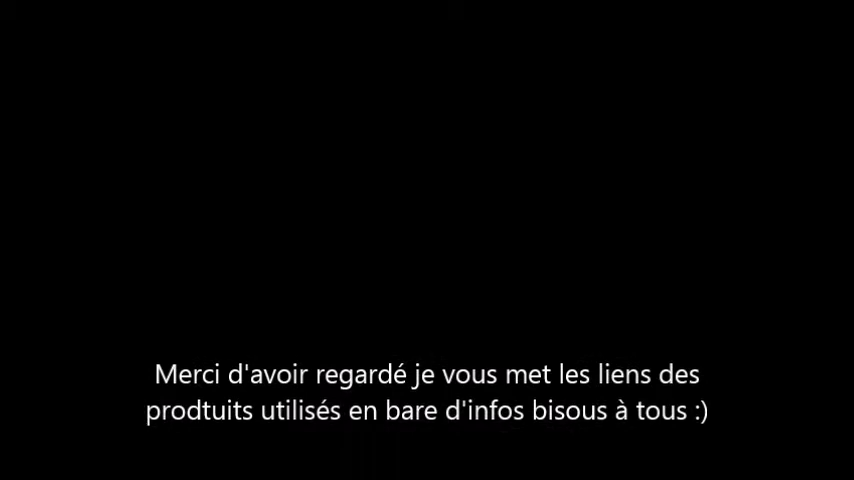 Merci d'avoir regardé je vous met les liens des
prodtuits utilisés en bare d'infos bisous à tous :)